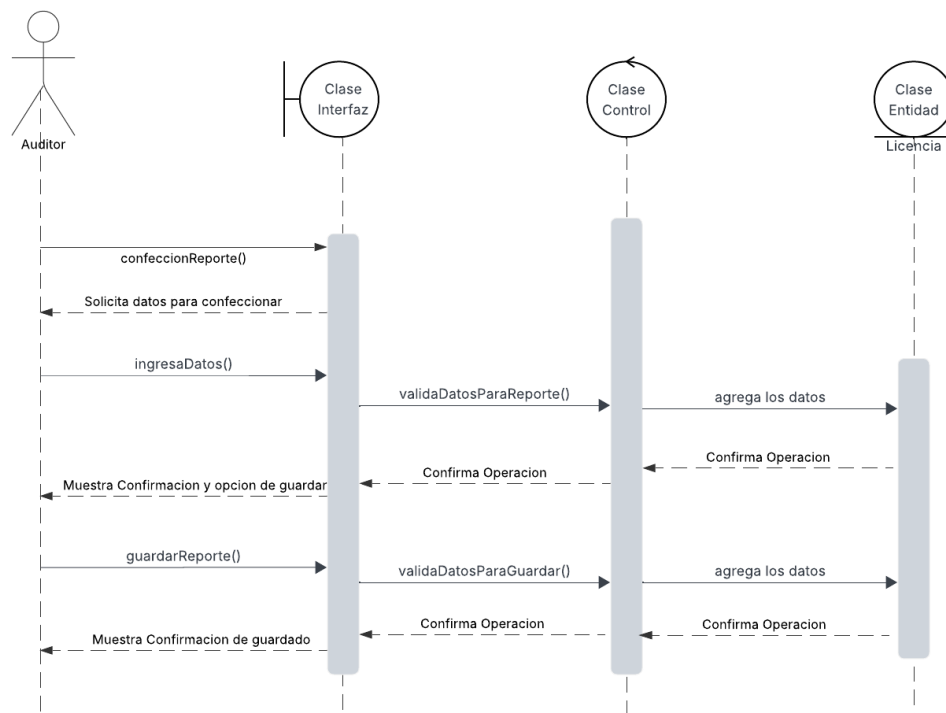 Clase
Interfaz
Clase
Control
Clase
Entidad
Auditor
Licencia
confeccionReporte()
Solicita datos para confeccionar
ingresaDatos()
validaDatosParaReporte()
agrega los datos
Confirma Operacion
Confirma Operacion
Muestra Confirmacion y opcion de guardar
guardarReporte()
validaDatosParaGuardar()
agrega los datos
Confirma Operacion
Confirma Operacion
Muestra Confirmacion de guardado